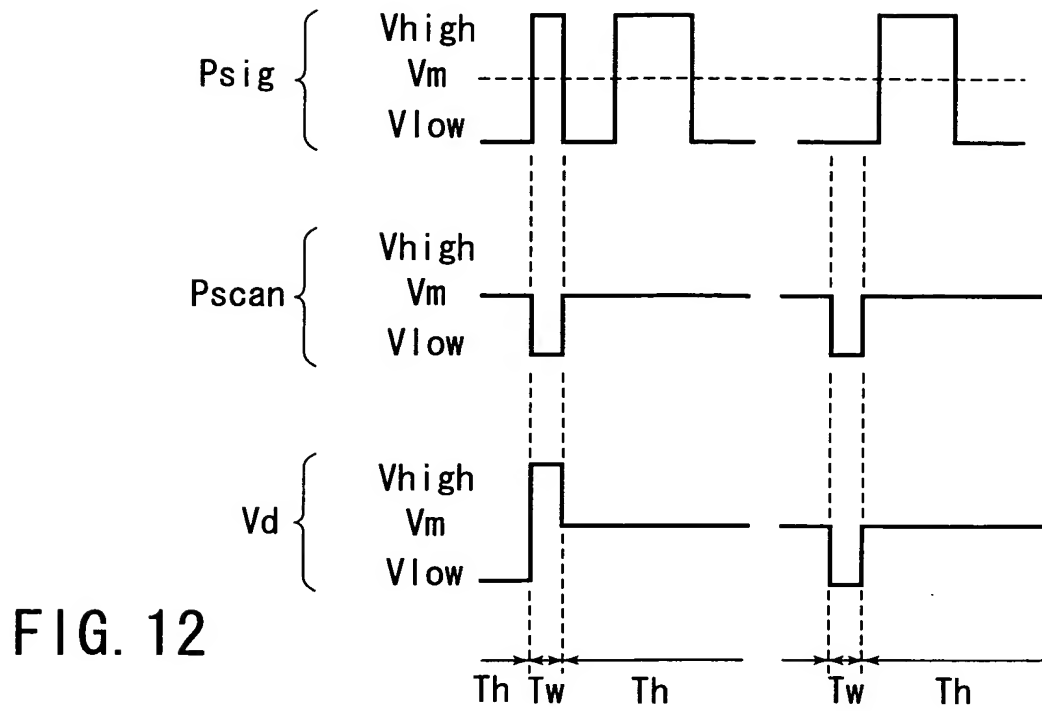 Vhigh
Psig
Vm
Vlow
Vhigh
Pscan
Vm
Vlow
Vhigh
Vd
Vm
Vlow
FIG. 12
Th Tw Th Tw Th